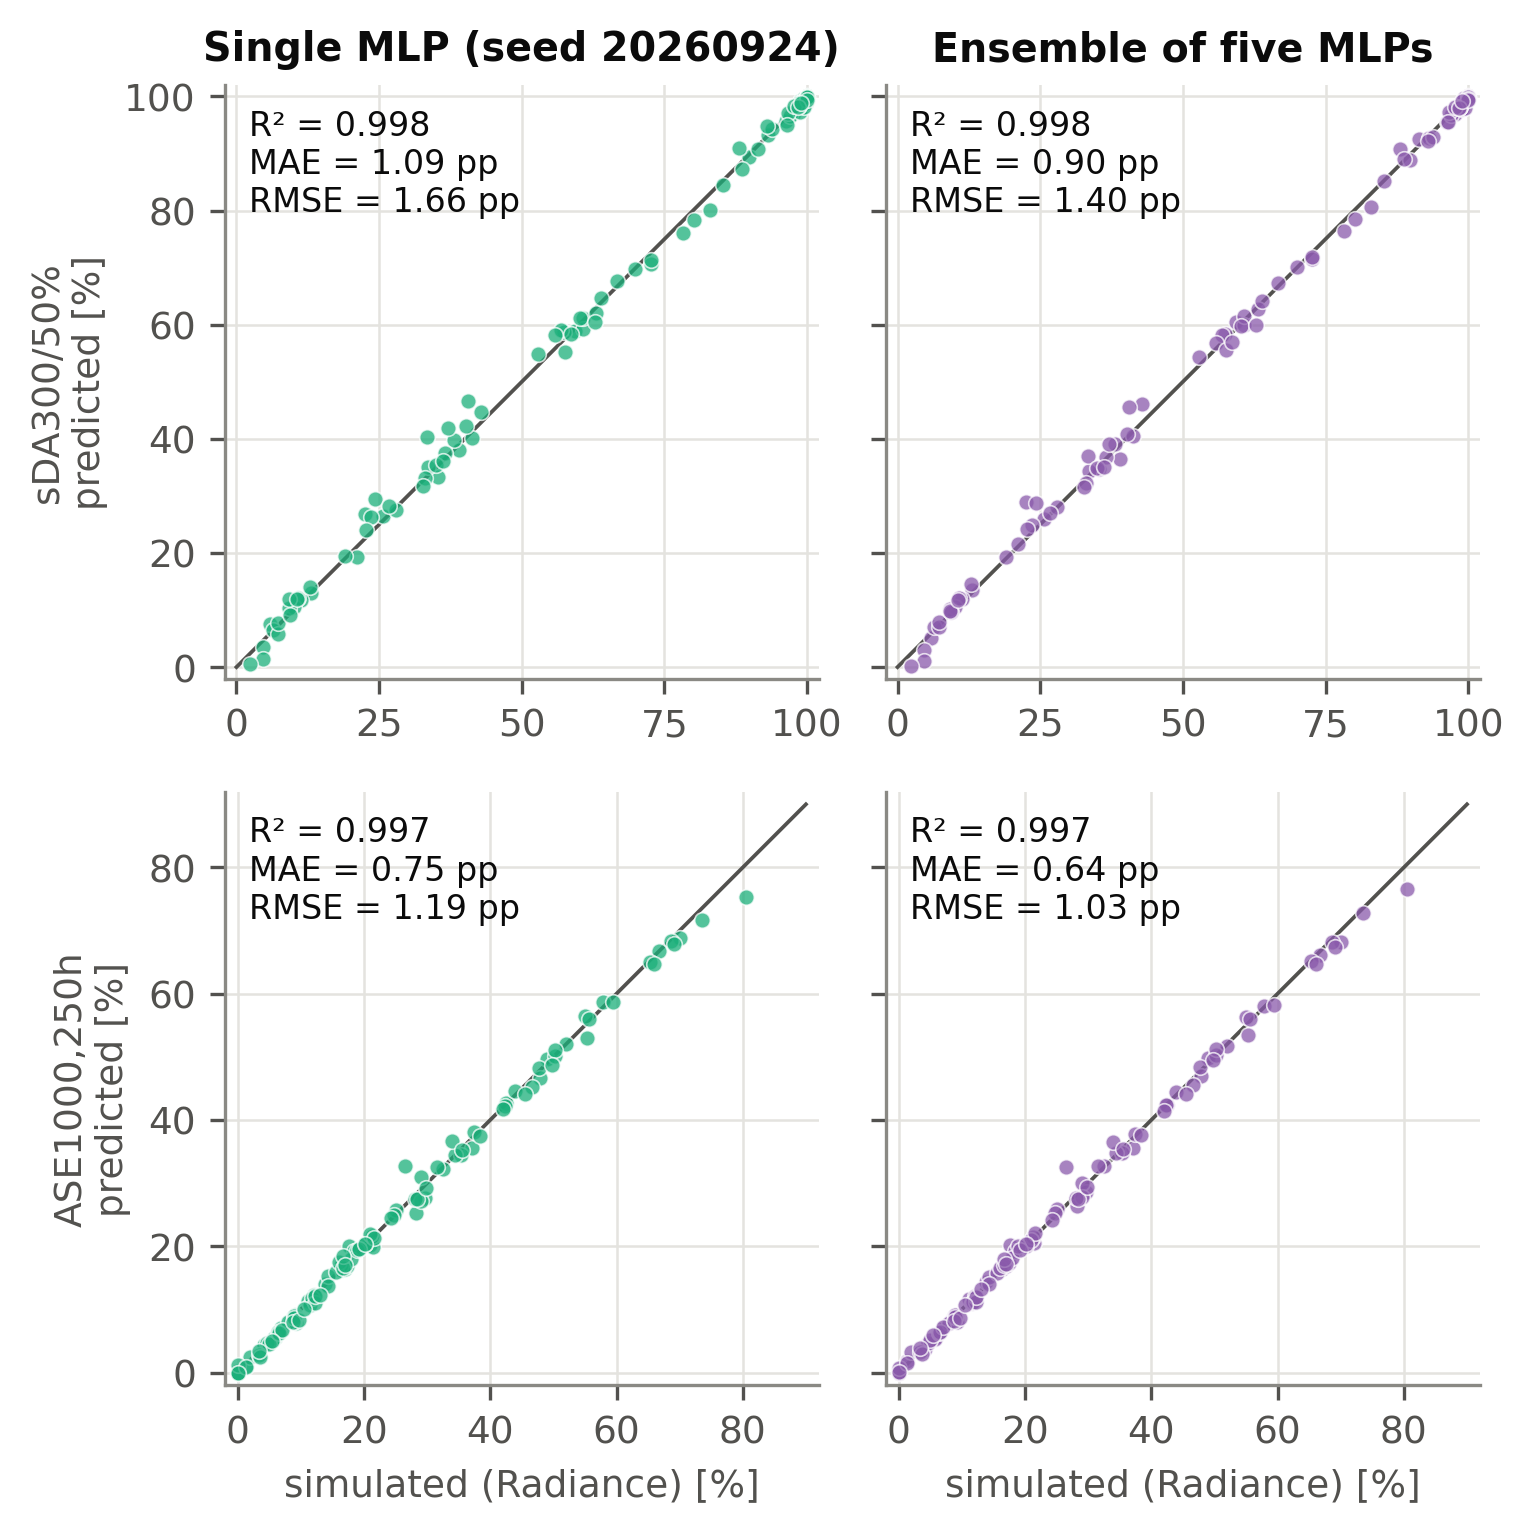 Single MLP (seed 20260924)
Ensemble of five MLPs
sDA300/50%
predicted [%]
100
80
60
40
20
0
R² = 0.998
MAE = 1.09 pp
RMSE = 1.66 pp
0 25 50 75 100
R² = 0.998
MAE = 0.90 pp
RMSE = 1.40 pp
0 25 50 75 100
ASE1000,250h
predicted [%]
80
60
40
20
0
R² = 0.997
MAE = 0.75 pp
RMSE = 1.19 pp
0 20 40 60 80
simulated (Radiance) [%]
R² = 0.997
MAE = 0.64 pp
RMSE = 1.03 pp
0 20 40 60 80
simulated (Radiance) [%]